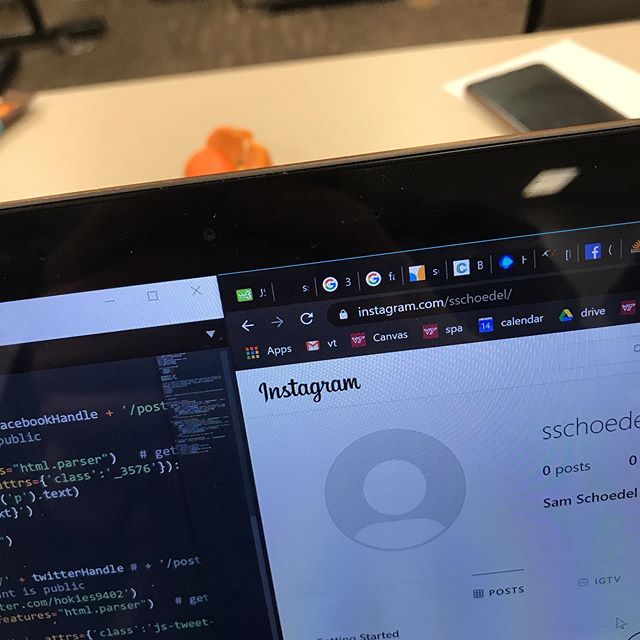 instagram.com/sschoedel/
Apps vt Canvas spa calendar drive
14
Instagram
0 posts 0
Sam Schoedel
POSTS IGTV
Getting Started
acebookHandle + '/post
public
s="html.parser") # get
attrs={'class':'_3576'}):
('p').text)
xt}')
")
/' + twitterHandle # + '/post
nt is public
ter.com/hokies9402')
features="html.parser") # get
attrs={'class':'js-tweet-